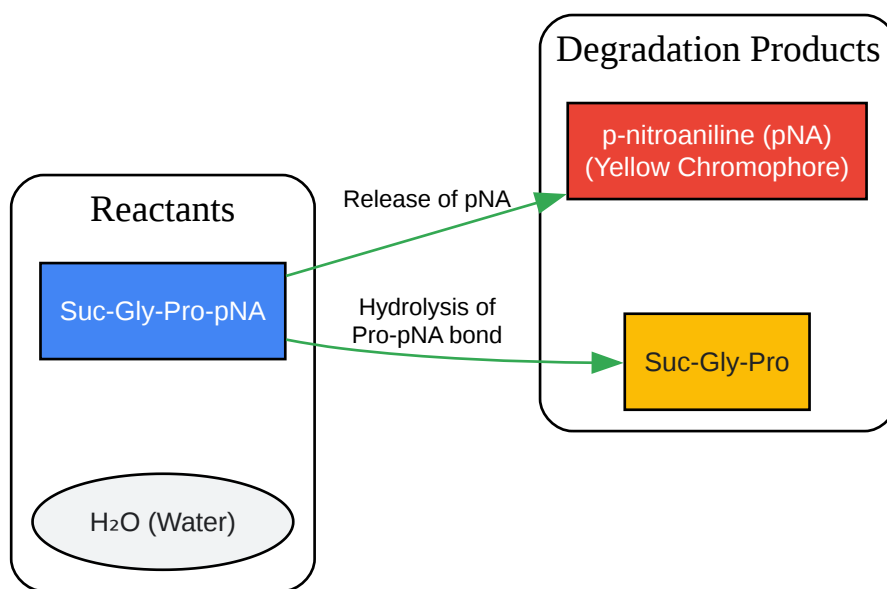 Degradation Products
p-nitroaniline (pNA)
(Yellow Chromophore)
Reactants
Release of pNA
Suc-Gly-Pro-pNA
Hydrolysis of
Pro-pNA bond
Suc-Gly-Pro
H₂O (Water)